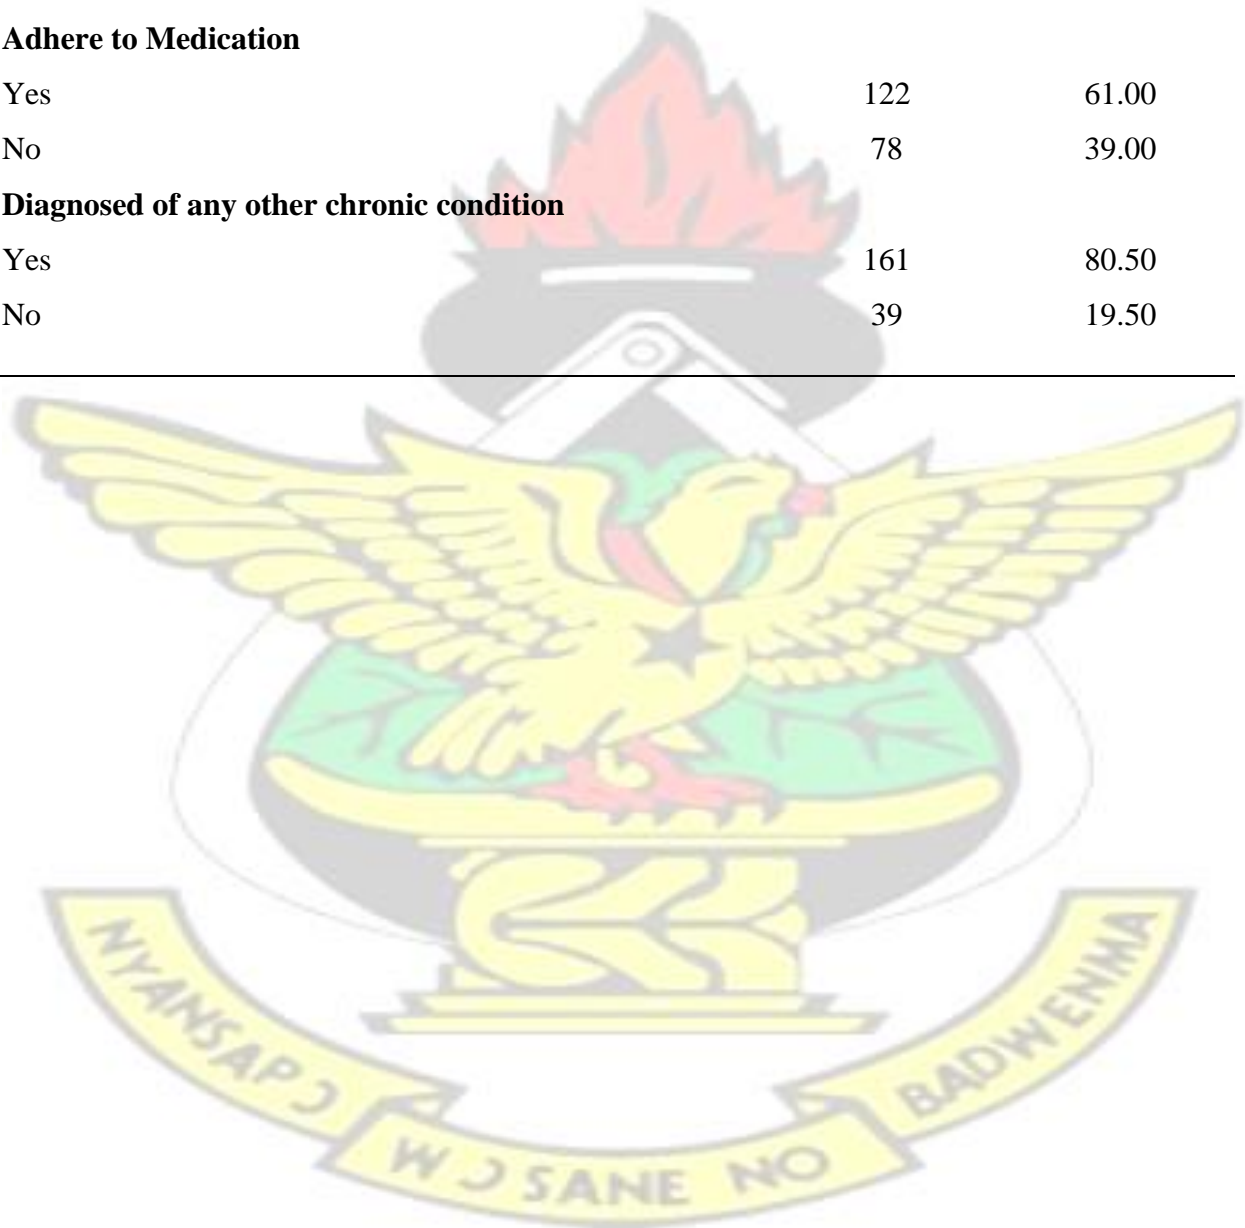 Adhere to Medication
Yes 122 61.00
No 78 39.00
Diagnosed of any other chronic condition
Yes 161 80.50
No 39 19.50
NYANSAPƆ
WƆSANE NO
BADWENMA